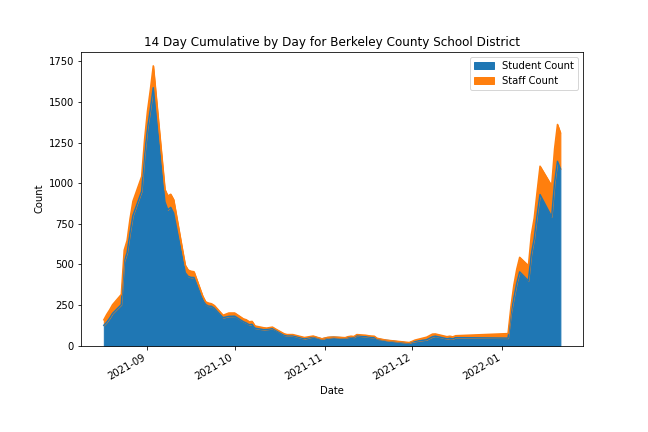 14 Day Cumulative by Day for Berkeley County School District
Student Count
Staff Count
1750
1500
1250
1000
750
500
250
0
Count
2021-09
2021-10
2021-11
2021-12
2022-01
Date